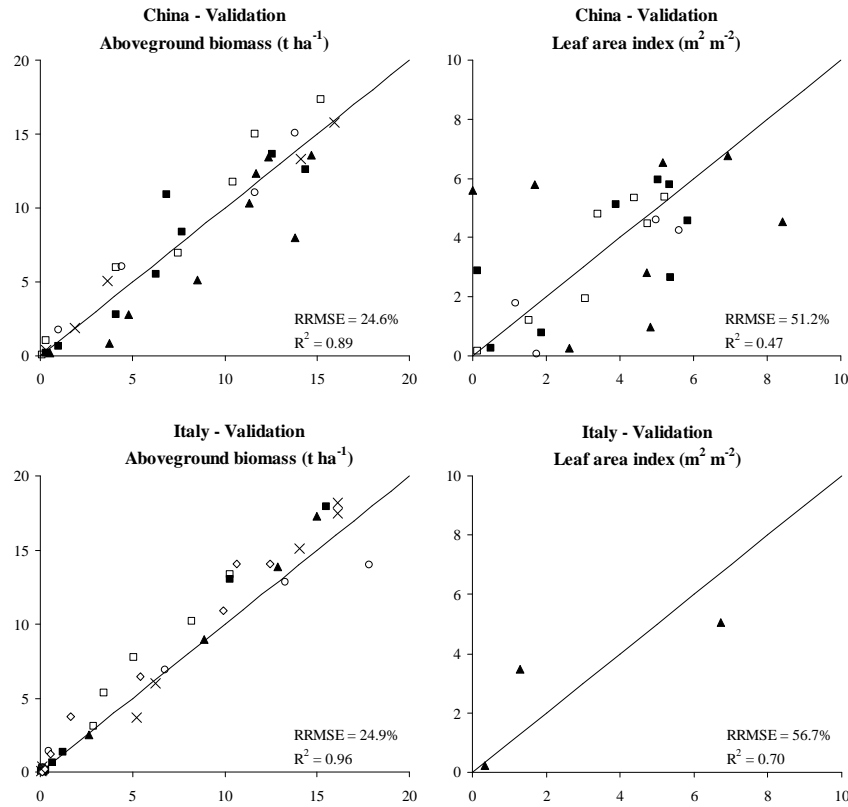 China - Validation
Aboveground biomass (t ha⁻¹)
20
15
10
5
0
RRMSE = 24.6%
R² = 0.89
0 5 10 15 20
China - Validation
Leaf area index (m² m⁻²)
10
8
6
4
2
0
RRMSE = 51.2%
R² = 0.47
0 2 4 6 8 10
Italy - Validation
Aboveground biomass (t ha⁻¹)
20
15
10
5
0
RRMSE = 24.9%
R² = 0.96
0 5 10 15 20
Italy - Validation
Leaf area index (m² m⁻²)
10
8
6
4
2
0
RRMSE = 56.7%
R² = 0.70
0 2 4 6 8 10